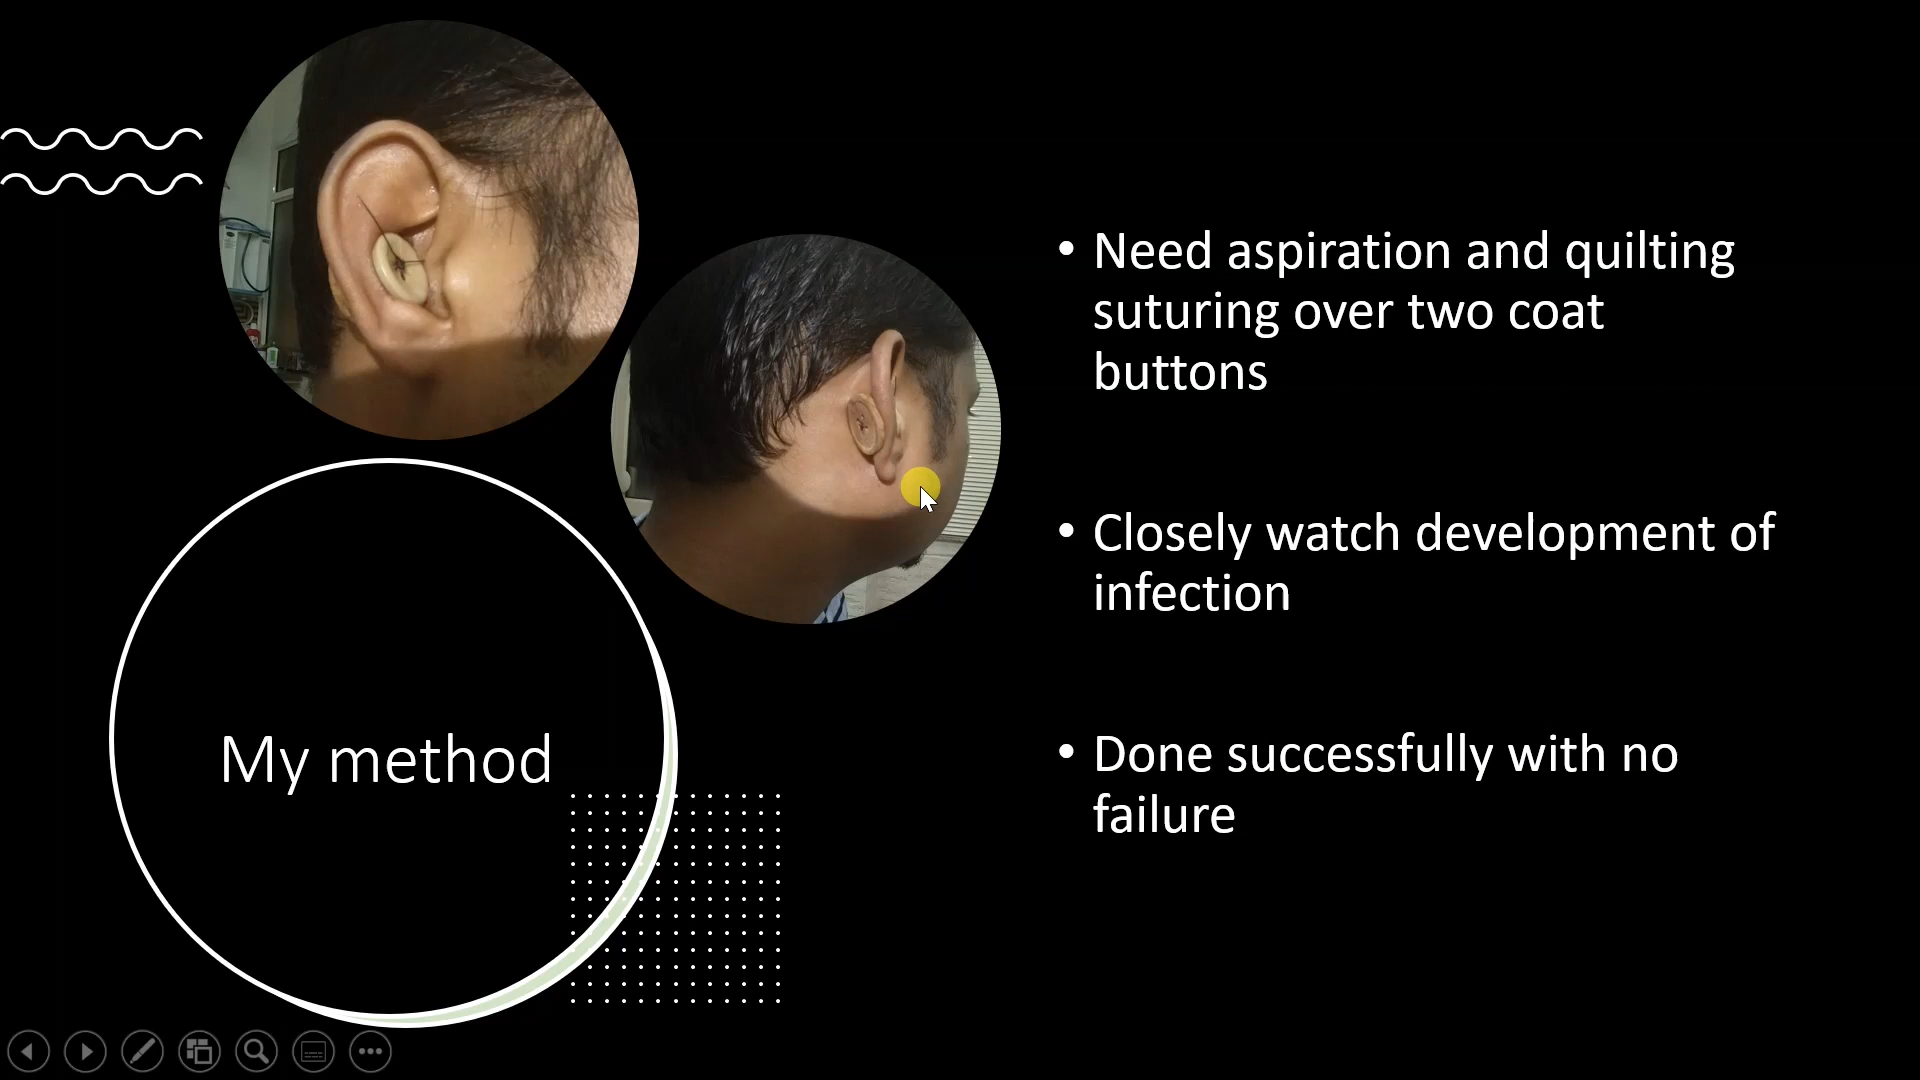 My method
• Need aspiration and quilting
suturing over two coat
buttons
• Closely watch development of
infection
• Done successfully with no
failure